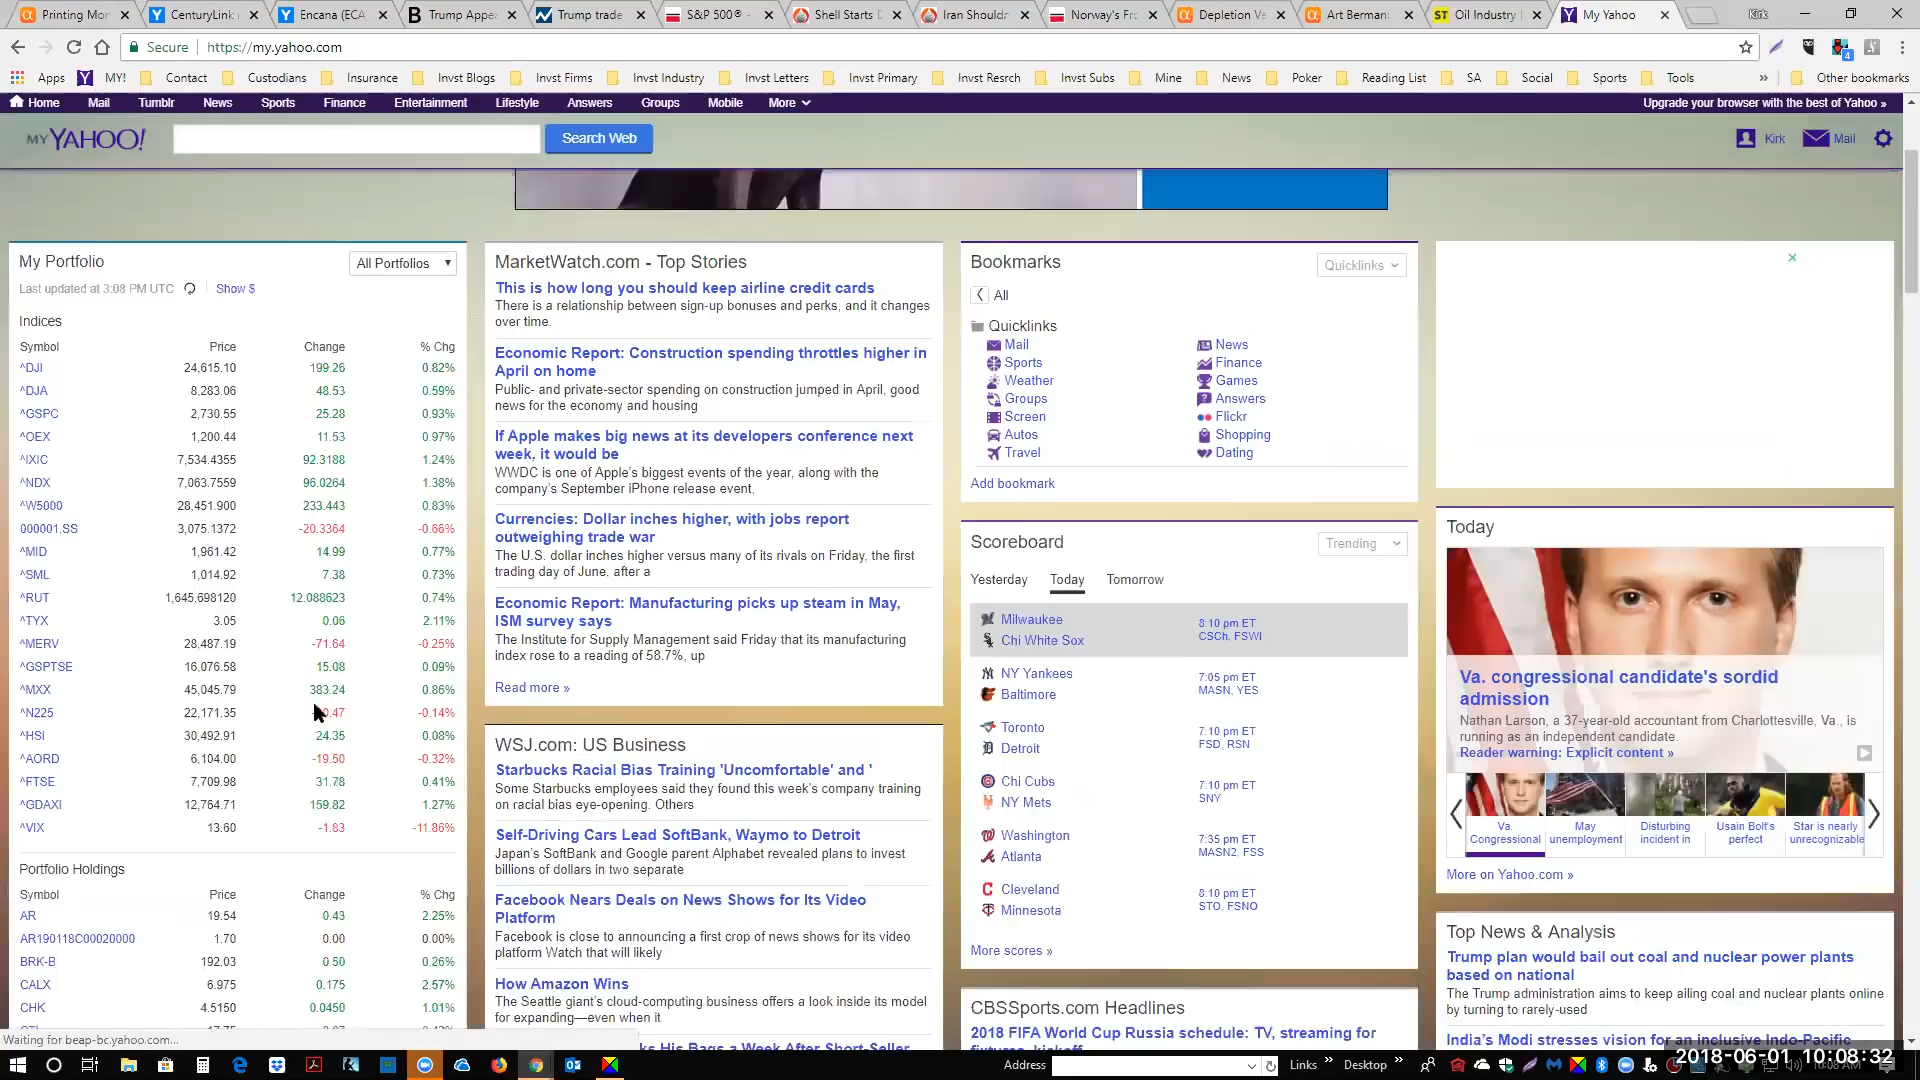 Printing Mon
CenturyLink
Encana (ECA
Trump Appe
Trump trade
S&P 500® -
Shell Starts D
Iran Shouldn
Norway's Fro
Depletion Ve
Art Berman:
Oil Industry
My Yahoo
Kirk
Secure
https://my.yahoo.com
Apps
MY!
Contact
Custodians
Insurance
Invst Blogs
Invst Firms
Invst Industry
Invst Letters
Invst Primary
Invst Resrch
Invst Subs
Mine
News
Poker
Reading List
SA
Social
Sports
Tools
»
Other bookmarks
Home
Mail
Tumblr
News
Sports
Finance
Entertainment
Lifestyle
Answers
Groups
Mobile
More
Upgrade your browser with the best of Yahoo »
MY YAHOO!
Search Web
Kirk
Mail
My Portfolio
All Portfolios
Last updated at 3:08 PM UTC
Show $
Indices
Symbol Price Change % Chg
^DJI 24,615.10 199.26 0.82%
^DJA 8,283.06 48.53 0.59%
^GSPC 2,730.55 25.28 0.93%
^OEX 1,200.44 11.53 0.97%
^IXIC 7,534.4355 92.3188 1.24%
^NDX 7,063.7559 96.0264 1.38%
^W5000 28,451.900 233.443 0.83%
000001.SS 3,075.1372 -20.3364 -0.66%
^MID 1,961.42 14.99 0.77%
^SML 1,014.92 7.38 0.73%
^RUT 1,645.698120 12.088623 0.74%
^TYX 3.05 0.06 2.11%
^MERV 28,487.19 -71.64 -0.25%
^GSPTSE 16,076.58 15.08 0.09%
^MXX 45,045.79 383.24 0.86%
^N225 22,171.35 -0.14%
^HSI 30,492.91 24.35 0.08%
^AORD 6,104.00 -19.50 -0.32%
^FTSE 7,709.98 31.78 0.41%
^GDAXI 12,764.71 159.82 1.27%
^VIX 13.60 -1.83 -11.86%
Portfolio Holdings
Symbol Price Change % Chg
AR 19.54 0.43 2.25%
AR190118C00020000 1.70 0.00 0.00%
BRK-B 192.03 0.50 0.26%
CALX 6.975 0.175 2.57%
CHK 4.5150 0.0450 1.01%
Waiting for beap-bc.yahoo.com...
MarketWatch.com - Top Stories
This is how long you should keep airline credit cards
There is a relationship between sign-up bonuses and perks, and it changes
over time.
Economic Report: Construction spending throttles higher in
April on home
Public- and private-sector spending on construction jumped in April, good
news for the economy and housing
If Apple makes big news at its developers conference next
week, it would be
WWDC is one of Apple's biggest events of the year, along with the
company's September iPhone release event,
Currencies: Dollar inches higher, with jobs report
outweighing trade war
The U.S. dollar inches higher versus many of its rivals on Friday, the first
trading day of June, after a
Economic Report: Manufacturing picks up steam in May,
ISM survey says
The Institute for Supply Management said Friday that its manufacturing
index rose to a reading of 58.7%, up
Read more »
WSJ.com: US Business
Starbucks Racial Bias Training 'Uncomfortable' and '
Some Starbucks employees said they found this week's company training
on racial bias eye-opening. Others
Self-Driving Cars Lead SoftBank, Waymo to Detroit
Japan's SoftBank and Google parent Alphabet revealed plans to invest
billions of dollars in two separate
Facebook Nears Deals on News Shows for Its Video
Platform
Facebook is close to announcing a first crop of news shows for its video
platform Watch that will likely
How Amazon Wins
The Seattle giant's cloud-computing business offers a look inside its model
for expanding—even when it
ks His Bags a Week After Short-Seller
Bookmarks
Quicklinks
All
Quicklinks
Mail News
Sports Finance
Weather Games
Groups Answers
Screen Flickr
Autos Shopping
Travel Dating
Add bookmark
Scoreboard
Trending
Yesterday Today Tomorrow
Milwaukee 8:10 pm ET
Chi White Sox CSCh, FSWI
NY Yankees 7:05 pm ET
Baltimore MASN, YES
Toronto 7:10 pm ET
Detroit FSD, RSN
Chi Cubs 7:10 pm ET
NY Mets SNY
Washington 7:35 pm ET
Atlanta MASN2, FSS
Cleveland 8:10 pm ET
Minnesota STO, FSNO
More scores »
CBSSports.com Headlines
2018 FIFA World Cup Russia schedule: TV, streaming for
fixtures, kickoff
Today
Va. congressional candidate's sordid
admission
Nathan Larson, a 37-year-old accountant from Charlottesville, Va., is
running as an independent candidate.
Reader warning: Explicit content »
Va. Congressional
May unemployment
Disturbing incident in
Usain Bolt's perfect
Star is nearly unrecognizable
More on Yahoo.com »
Top News & Analysis
Trump plan would bail out coal and nuclear power plants
based on national
The Trump administration aims to keep ailing coal and nuclear plants online
by turning to rarely-used
India's Modi stresses vision for an inclusive Indo-Pacific
Address
Links »
Desktop »
2018-06-01 10:08:32